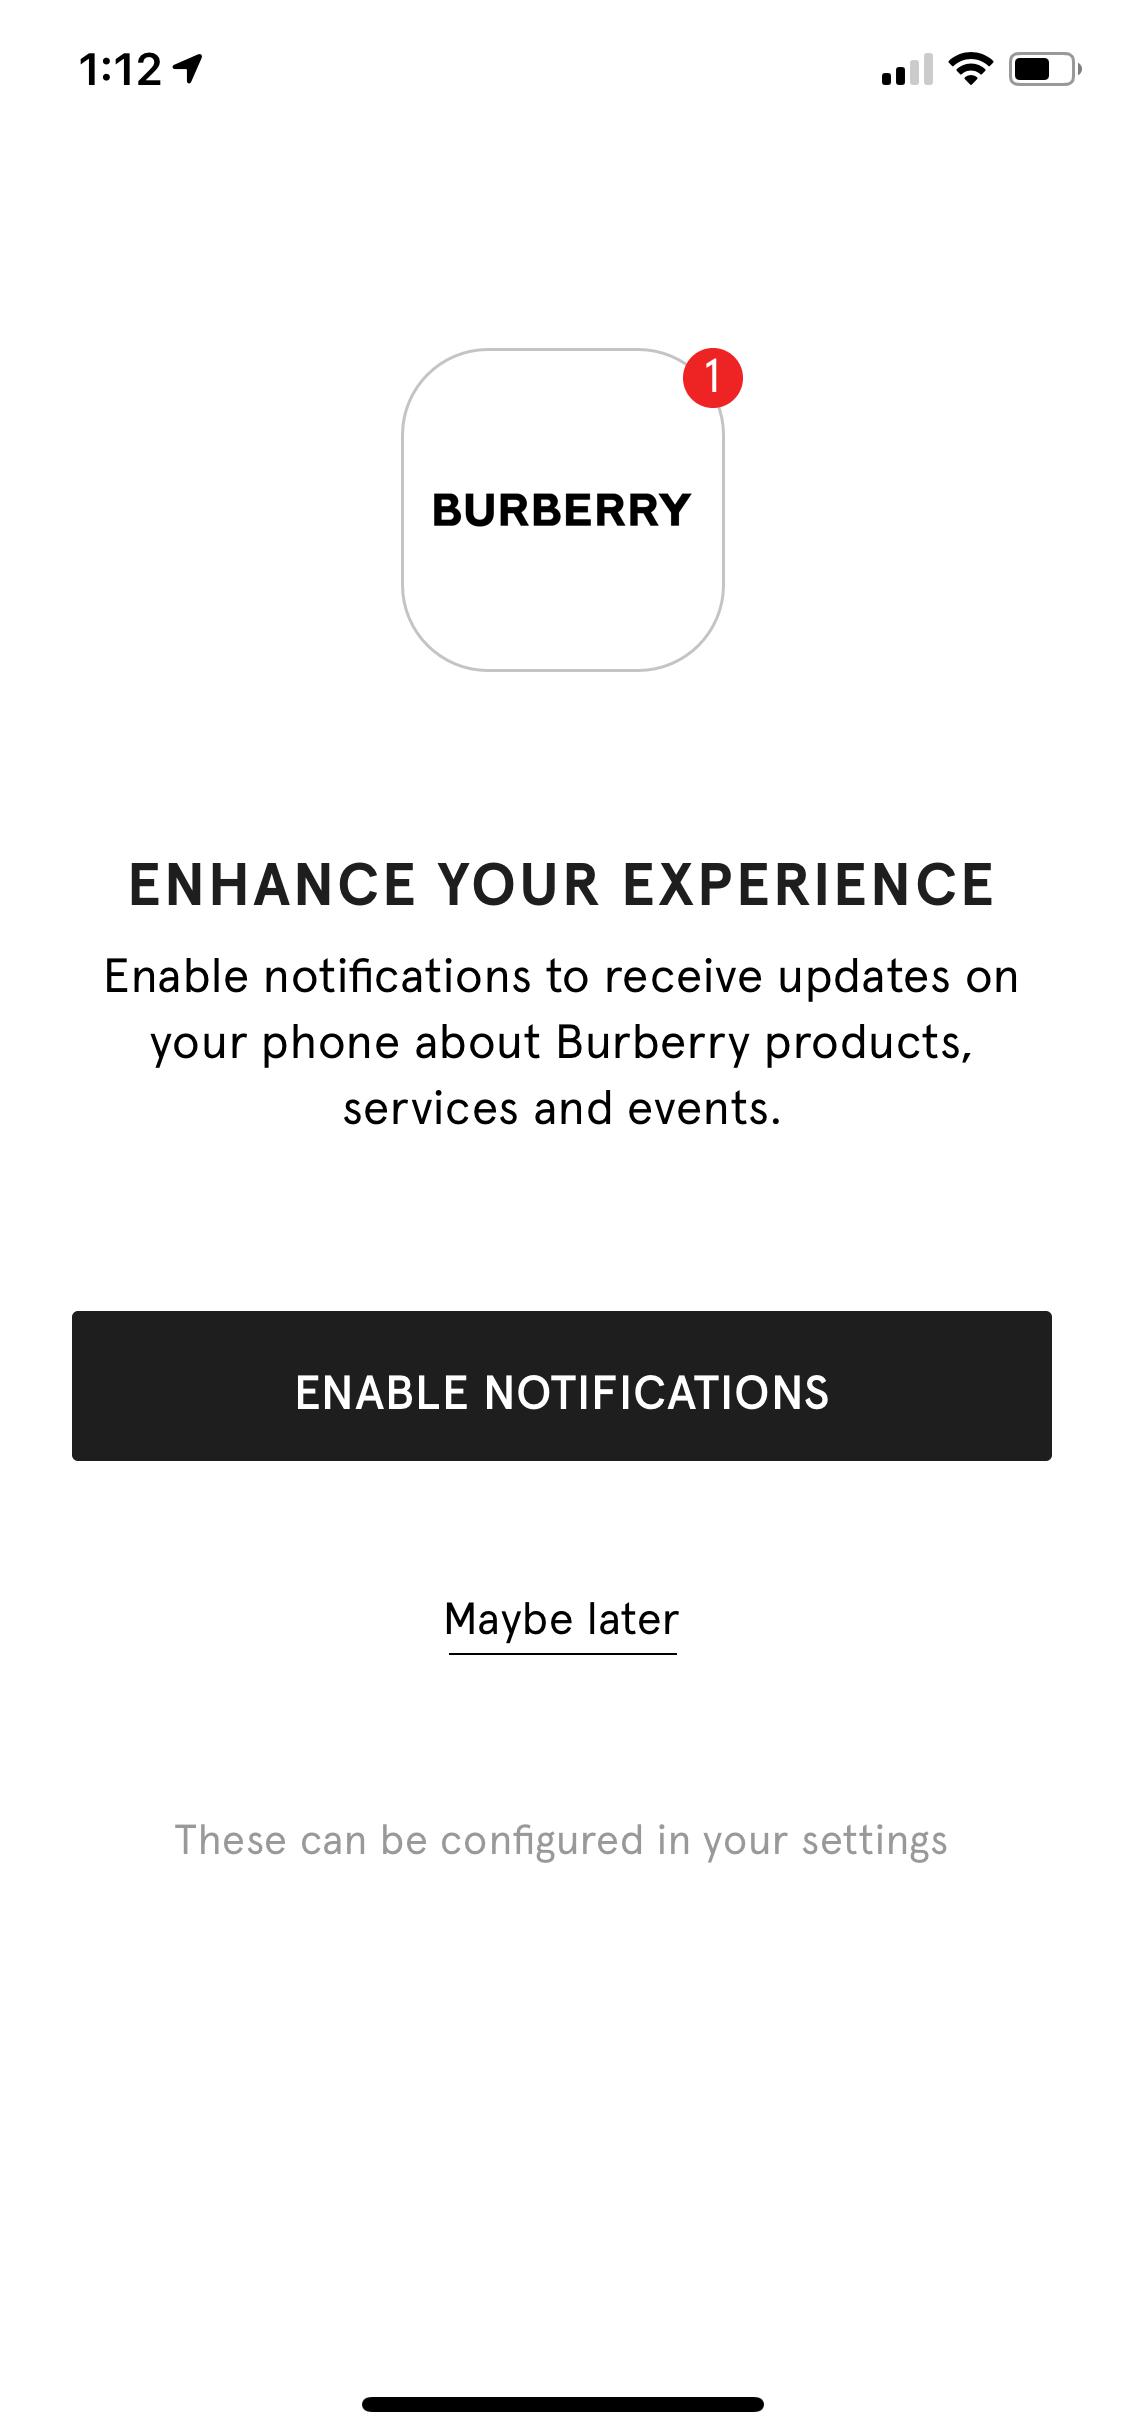 1:12
1
BURBERRY
ENHANCE YOUR EXPERIENCE
Enable notifications to receive updates on
your phone about Burberry products,
services and events.
ENABLE NOTIFICATIONS
Maybe later
These can be configured in your settings